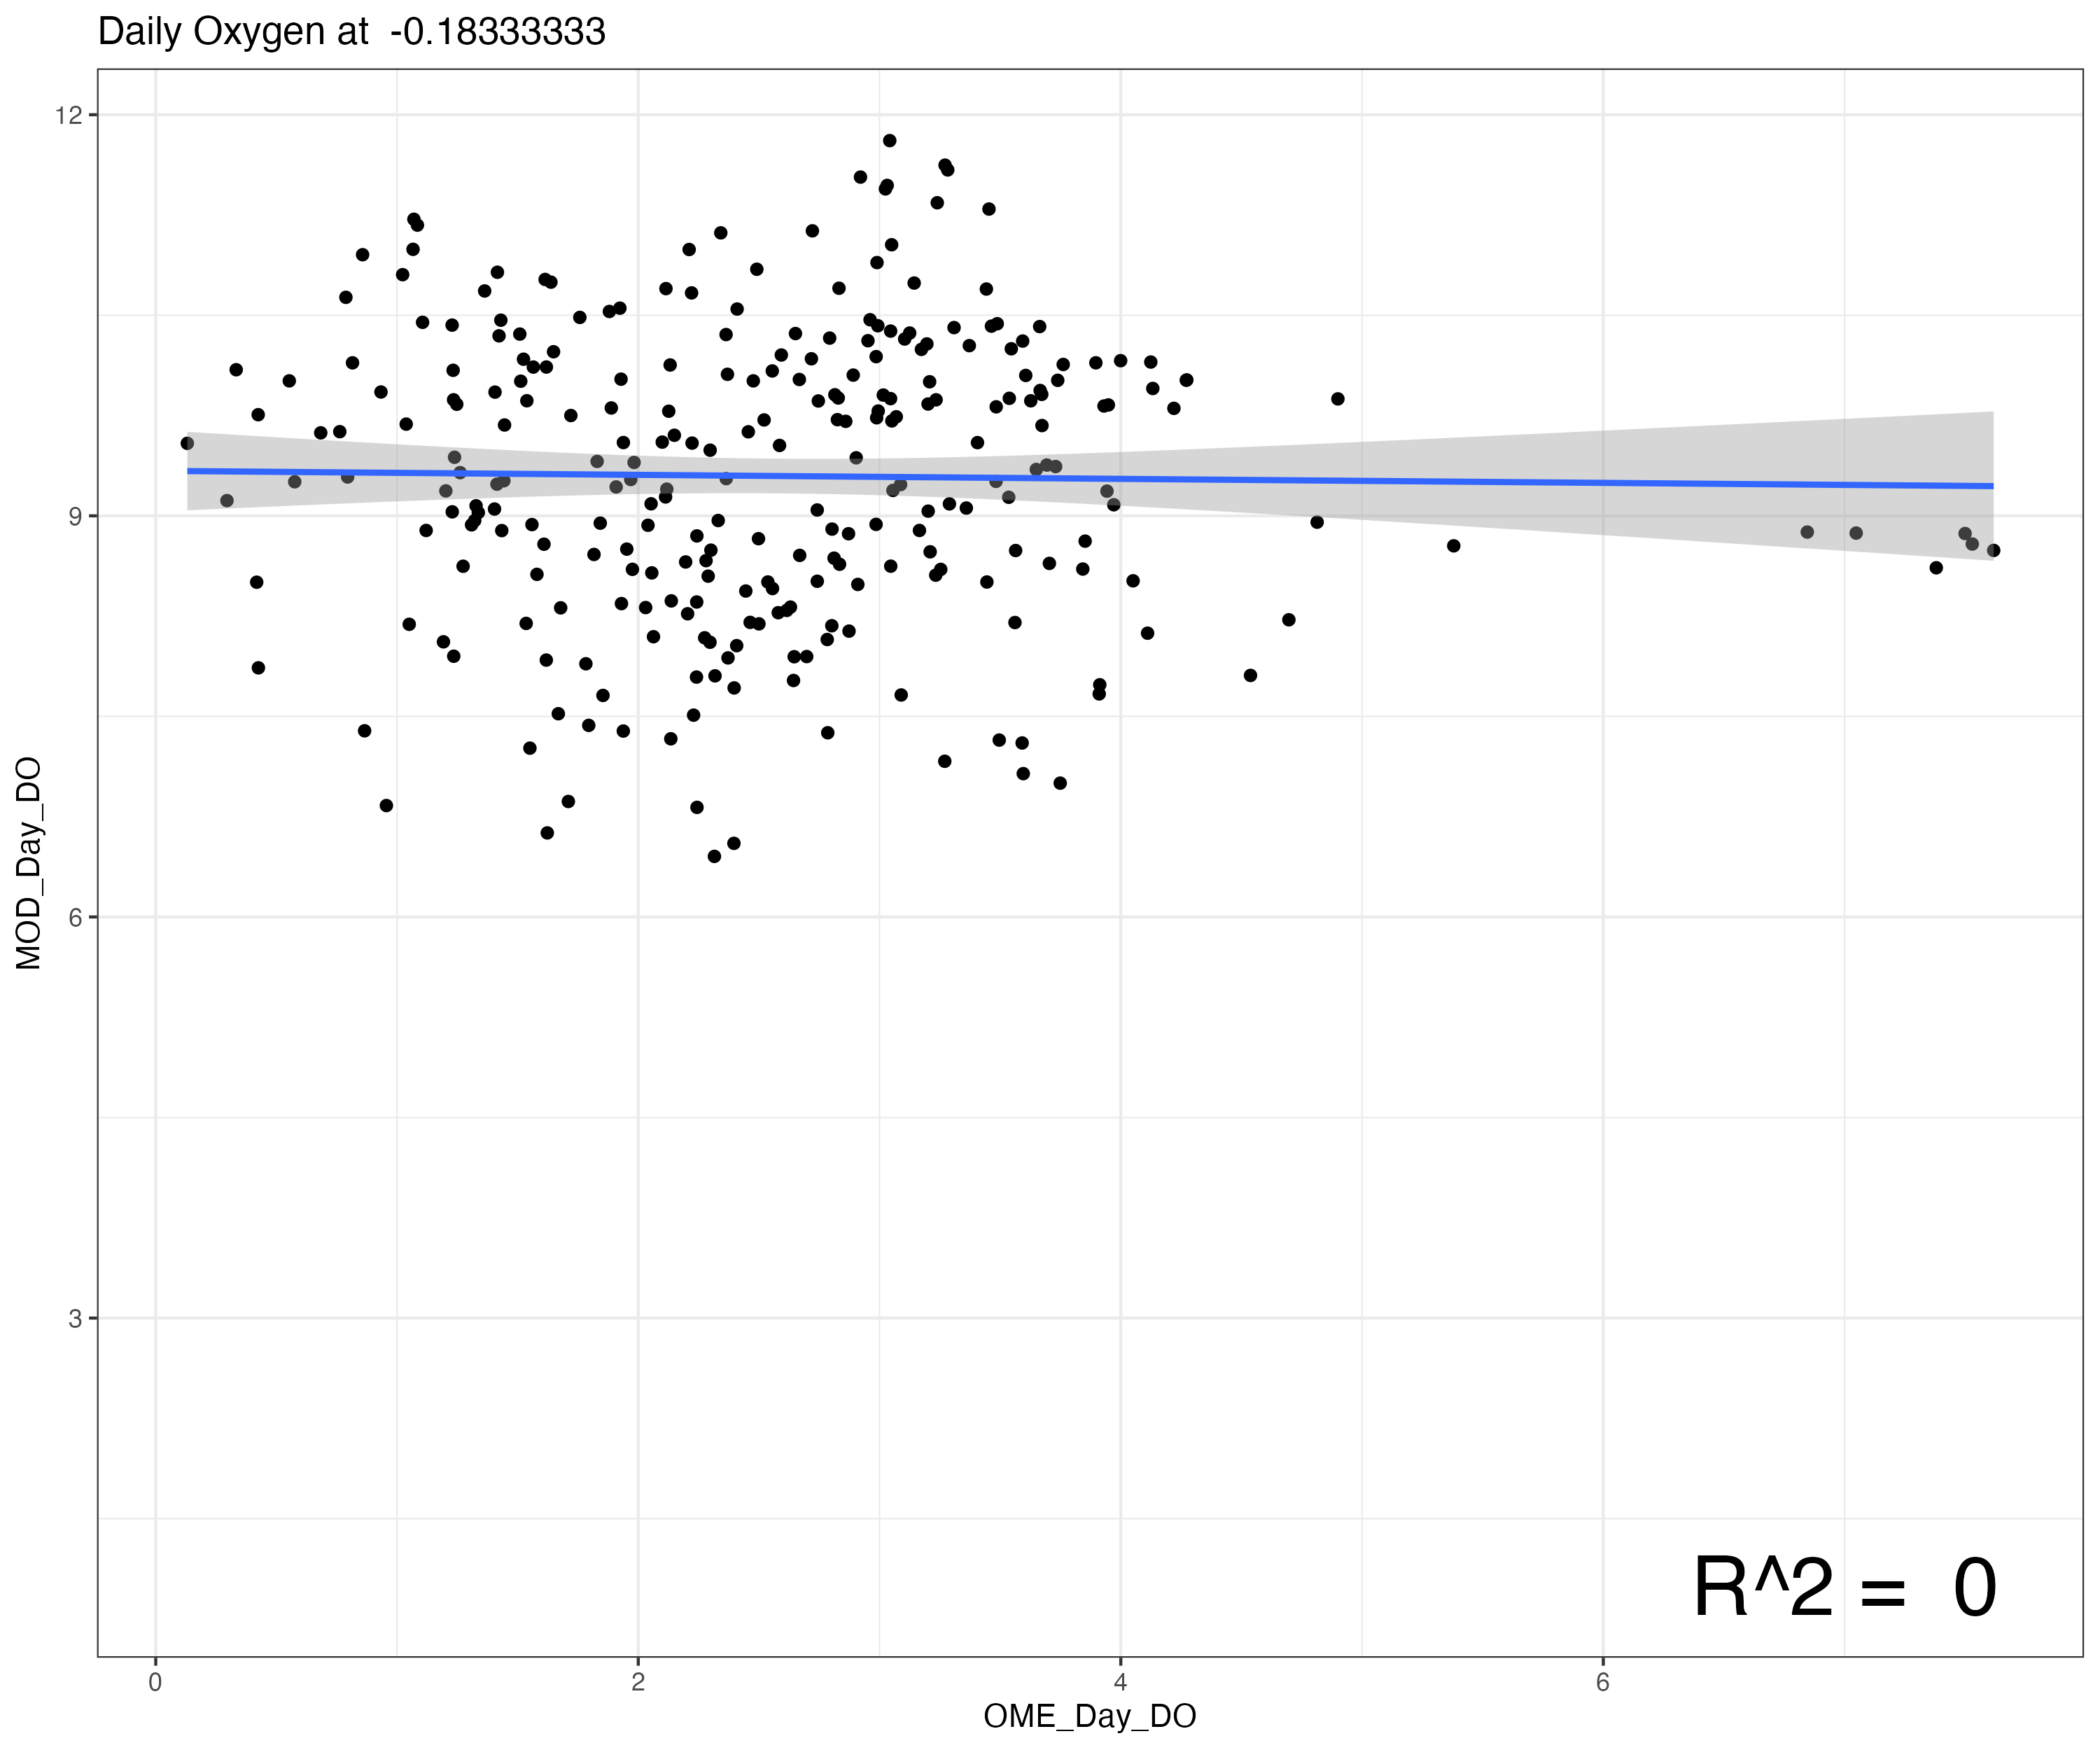 Daily Oxygen at  -0.18333333
12
9
6
3
MOD_Day_DO
R^2 =  0
0 2 4 6
OME_Day_DO